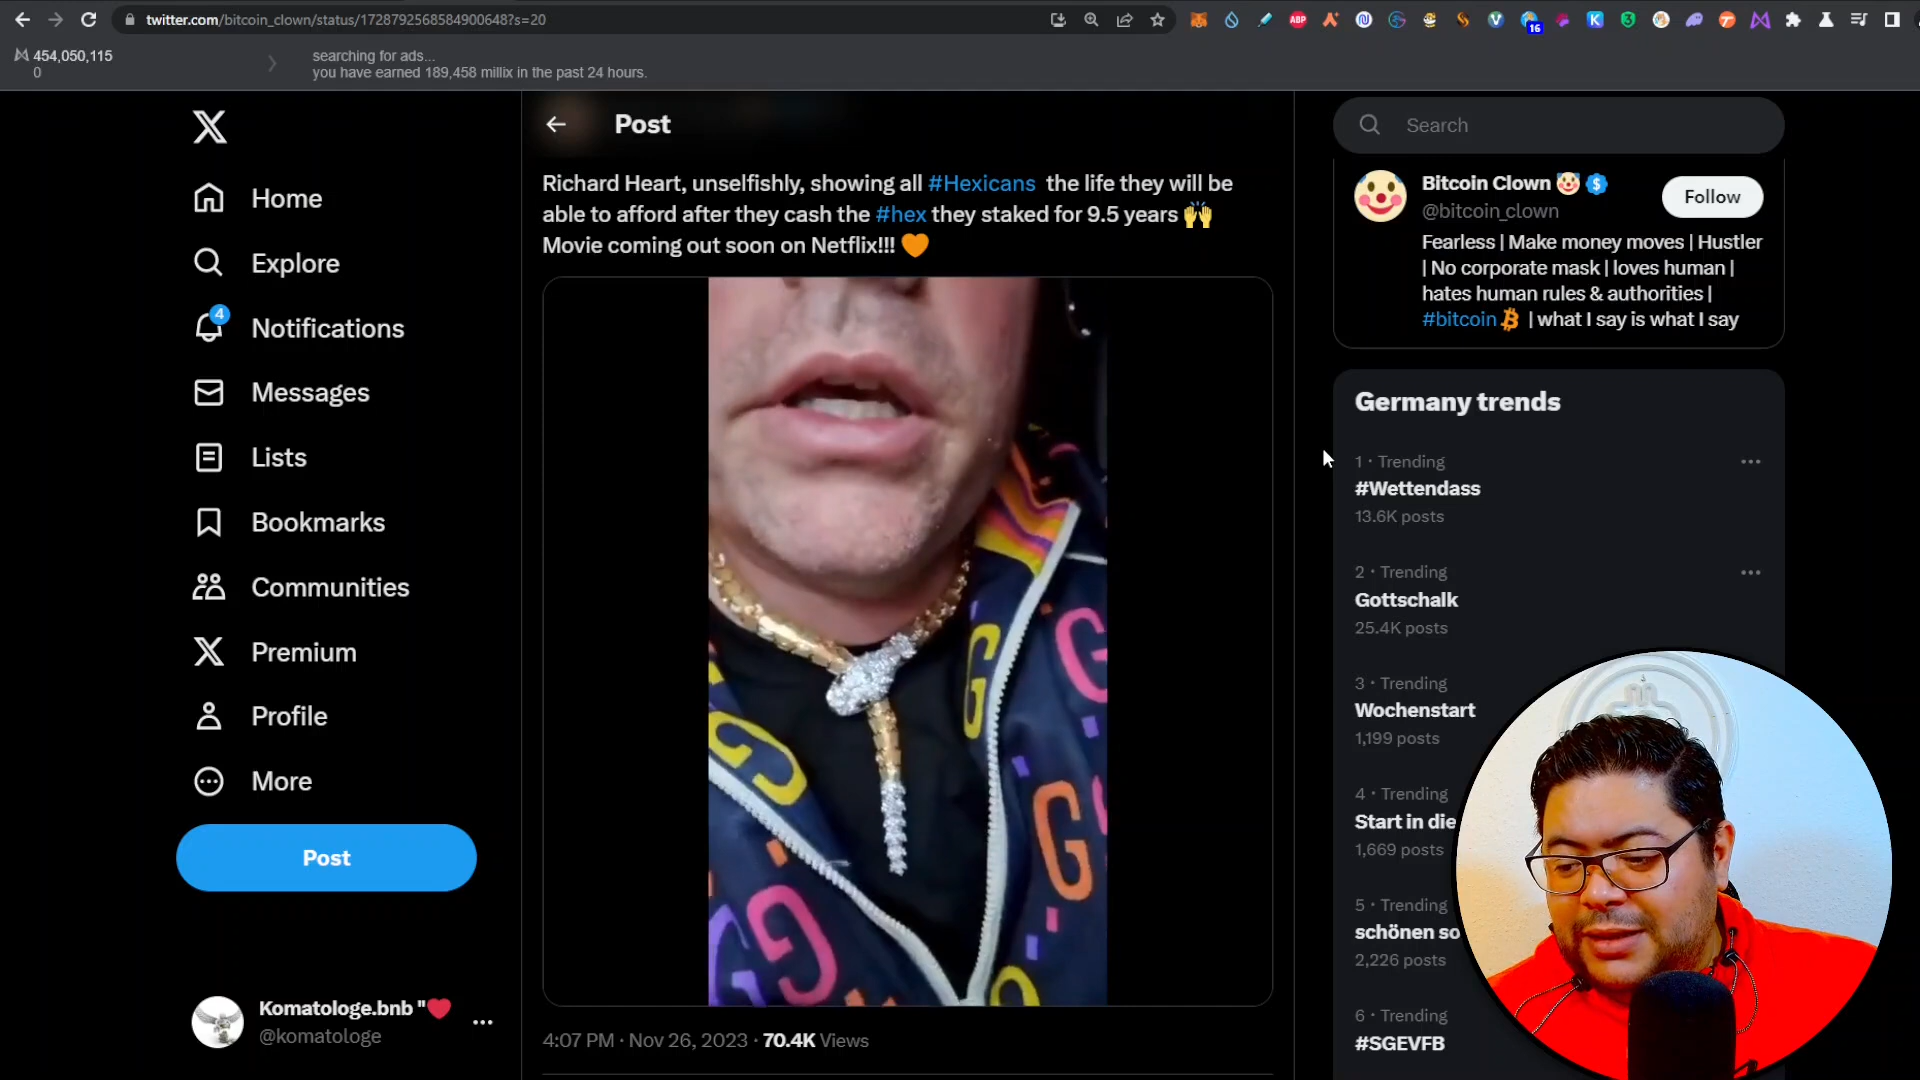 twitter.com/bitcoin_clown/status/1728792568584900648?s=20
16
454,050,115
0
searching for ads...
you have earned 189,458 millix in the past 24 hours.
X
Home
Explore
4
Notifications
Messages
Lists
Bookmarks
Communities
Premium
Profile
More
Post
Komatologe.bnb "❤️
@komatologe
Post
Richard Heart, unselfishly, showing all #Hexicans the life they will be
able to afford after they cash the #hex they staked for 9.5 years 🙌
Movie coming out soon on Netflix!!! 🧡
G
G
G
G
G
4:07 PM · Nov 26, 2023 · 70.4K Views
Search
Bitcoin Clown 🤡
@bitcoin_clown
Follow
Fearless | Make money moves | Hustler
| No corporate mask | loves human |
hates human rules & authorities |
#bitcoin | what I say is what I say
Germany trends
1 · Trending
#Wettendass
13.6K posts
2 · Trending
Gottschalk
25.4K posts
3 · Trending
Wochenstart
1,199 posts
4 · Trending
Start in die
1,669 posts
5 · Trending
schönen so
2,226 posts
6 · Trending
#SGEVFB